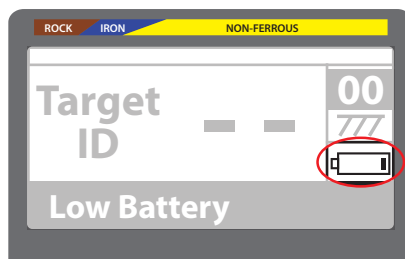 ROCK IRON NON-FERROUS
Target ID
00
– –
Low Battery